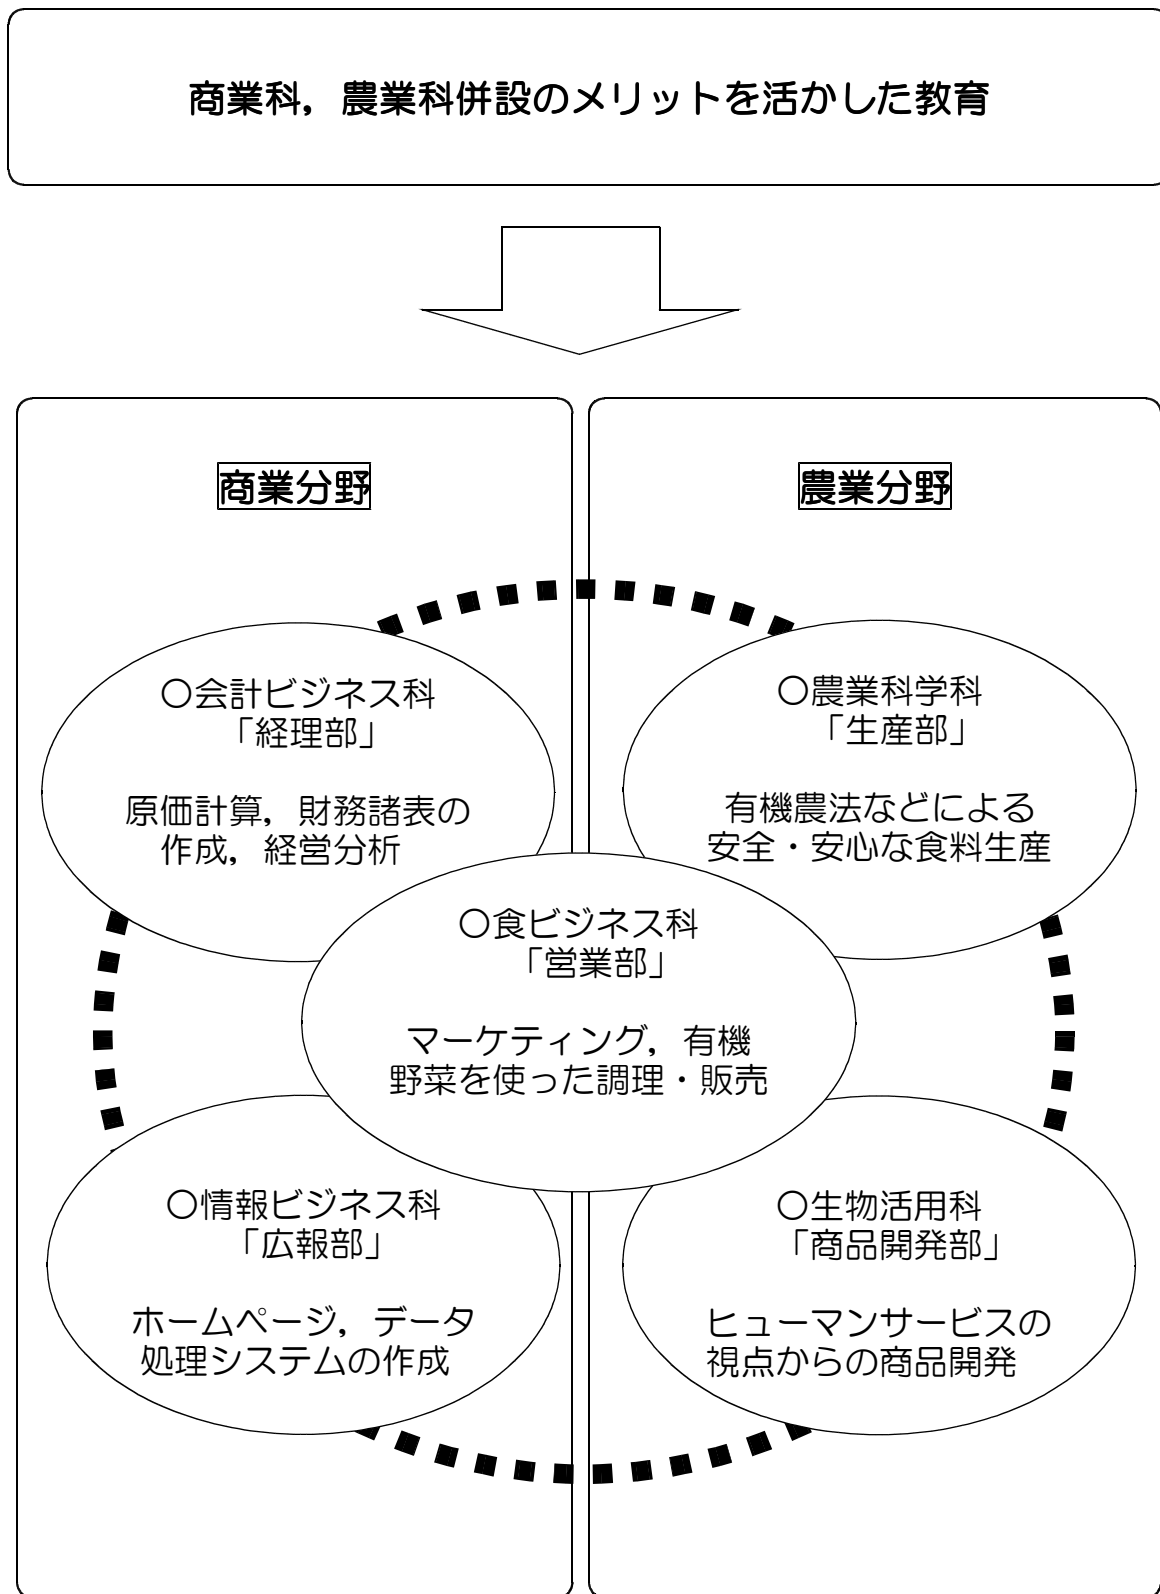 商業科，農業科併設のメリットを活かした教育
商業分野
農業分野
〇会計ビジネス科
「経理部」
原価計算，財務諸表の
作成，経営分析
〇農業科学科
「生産部」
有機農法などによる
安全・安心な食料生産
〇食ビジネス科
「営業部」
マーケティング，有機
野菜を使った調理・販売
〇情報ビジネス科
「広報部」
ホームページ，データ
処理システムの作成
〇生物活用科
「商品開発部」
ヒューマンサービスの
視点からの商品開発